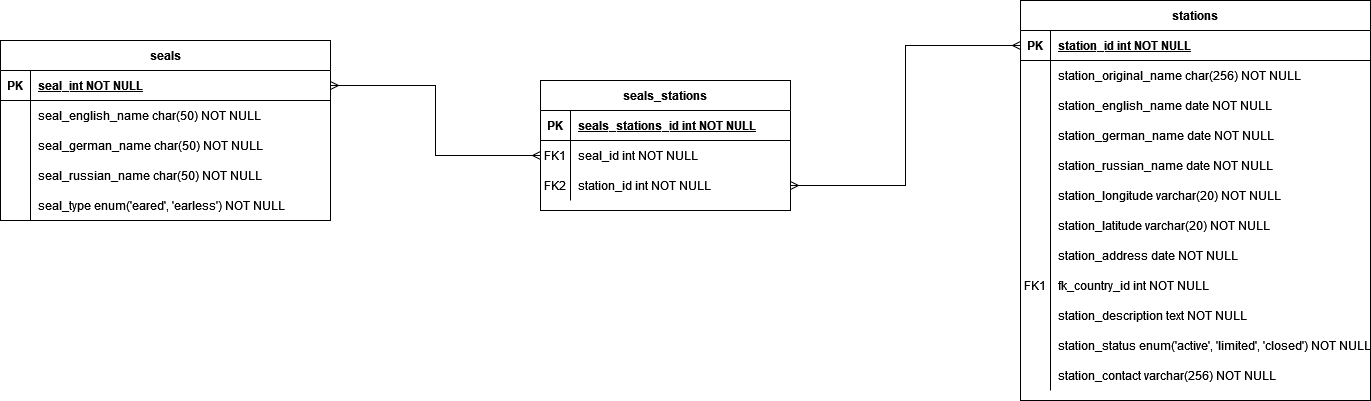 seals
PK seal_int NOT NULL
seal_english_name char(50) NOT NULL
seal_german_name char(50) NOT NULL
seal_russian_name char(50) NOT NULL
seal_type enum('eared', 'earless') NOT NULL
seals_stations
PK seals_stations_id int NOT NULL
FK1 seal_id int NOT NULL
FK2 station_id int NOT NULL
stations
PK station_id int NOT NULL
station_original_name char(256) NOT NULL
station_english_name date NOT NULL
station_german_name date NOT NULL
station_russian_name date NOT NULL
station_longitude varchar(20) NOT NULL
station_latitude varchar(20) NOT NULL
station_address date NOT NULL
FK1 fk_country_id int NOT NULL
station_description text NOT NULL
station_status enum('active', 'limited', 'closed') NOT NULL
station_contact varchar(256) NOT NULL